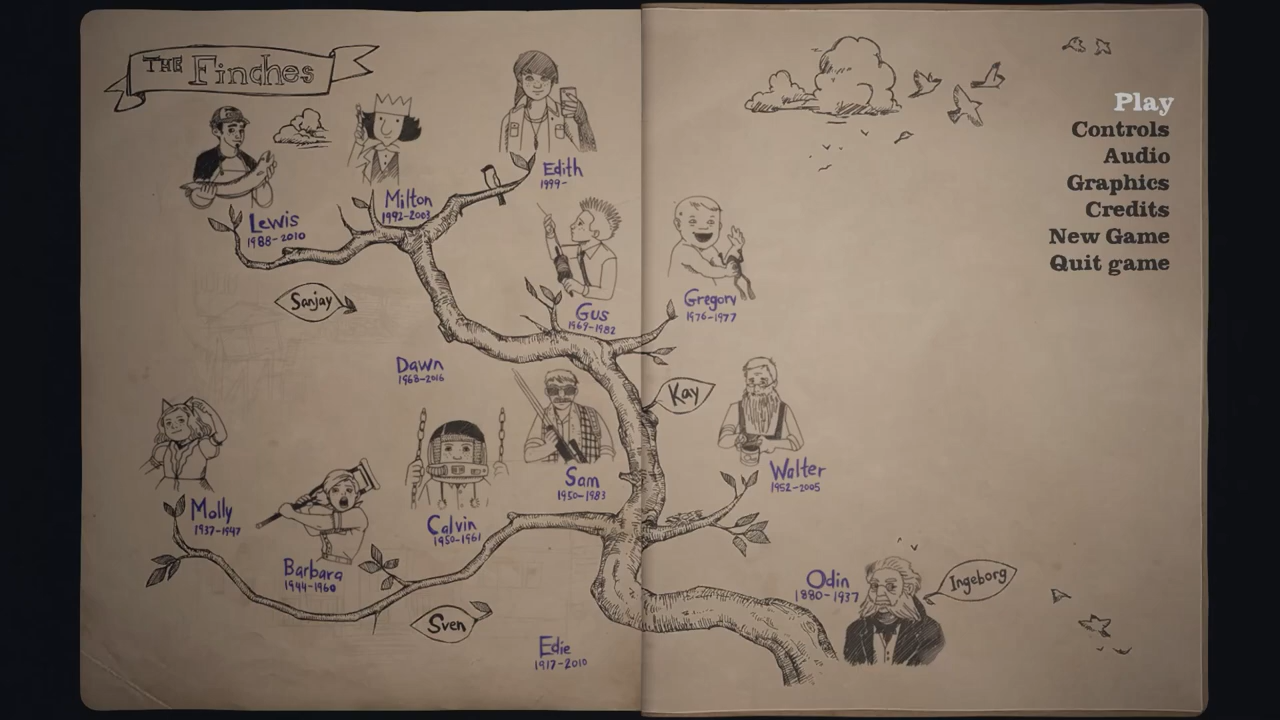 THE Finches
Edith
1999-
Milton
1992-2003
Lewis
1988-2010
Sanjay
Gus
1969-1982
Gregory
1976-1977
Dawn
1968-2016
Kay
Sam
1950-1983
Walter
1952-2005
Molly
1937-1947
Calvin
1950-1961
Barbara
1944-1960
Sven
Odin
1880-1937
Ingeborg
Edie
1917-2010
Play
Controls
Audio
Graphics
Credits
New Game
Quit game